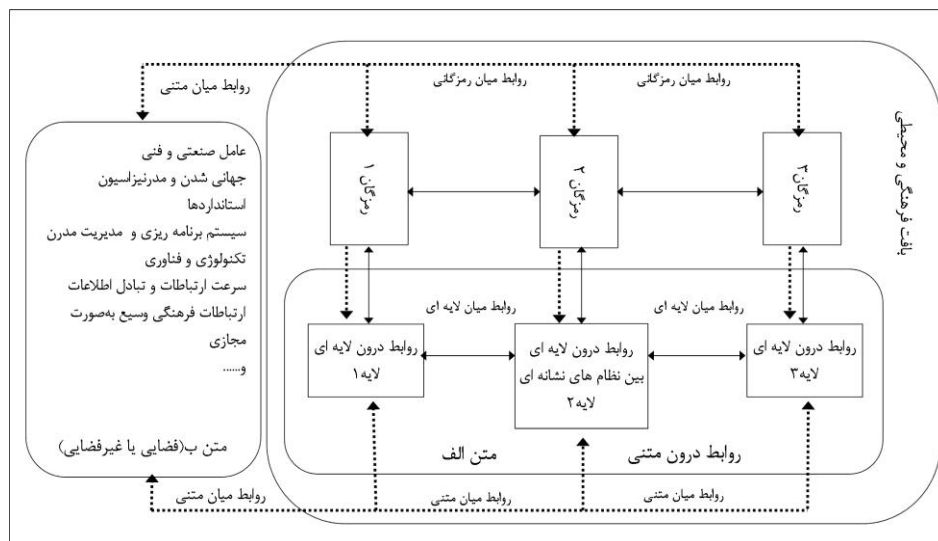 روابط میان رمزگانی
روابط میان رمزگانی
روابط میان متنی
بافت فرهنگی و محیطی
رمزگان ۳
رمزگان ۲
رمزگان ۱
عامل صنعتی و فنی
جهانی شدن و مدرنیزاسیون
استانداردها
سیستم برنامه ریزی و مدیریت مدرن
تکنولوژی و فناوری
سرعت ارتباطات و تبادل اطلاعات
ارتباطات فرهنگی وسیع به‌صورت
مجازی
و......
متن ب(فضایی یا غیرفضایی)
روابط میان لایه ای
روابط میان لایه ای
روابط درون لایه ای
لایه۳
روابط درون لایه ای
بین نظام های نشانه ای
لایه۲
روابط درون لایه ای
لایه۱
روابط درون متنی
متن الف
روابط میان متنی
روابط میان متنی
روابط میان متنی